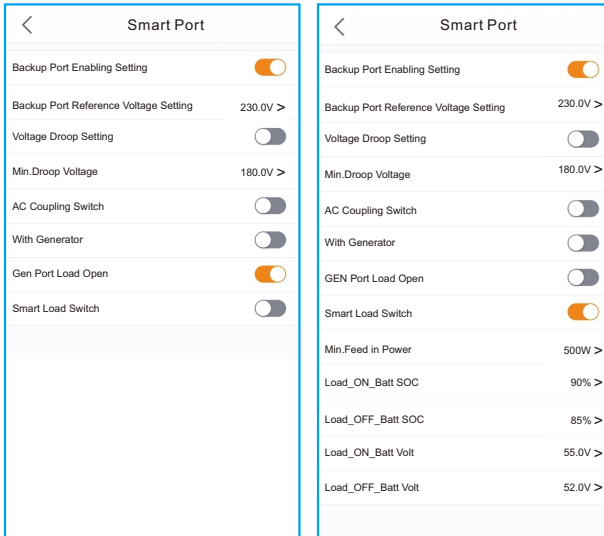 Smart Port
Backup Port Enabling Setting
Backup Port Reference Voltage Setting 230.0V >
Voltage Droop Setting
Min.Droop Voltage 180.0V >
AC Coupling Switch
With Generator
Gen Port Load Open
Smart Load Switch
Smart Port
Backup Port Enabling Setting
Backup Port Reference Voltage Setting 230.0V >
Voltage Droop Setting
Min.Droop Voltage 180.0V >
AC Coupling Switch
With Generator
GEN Port Load Open
Smart Load Switch
Min.Feed in Power 500W >
Load_ON_Batt SOC 90% >
Load_OFF_Batt SOC 85% >
Load_ON_Batt Volt 55.0V >
Load_OFF_Batt Volt 52.0V >